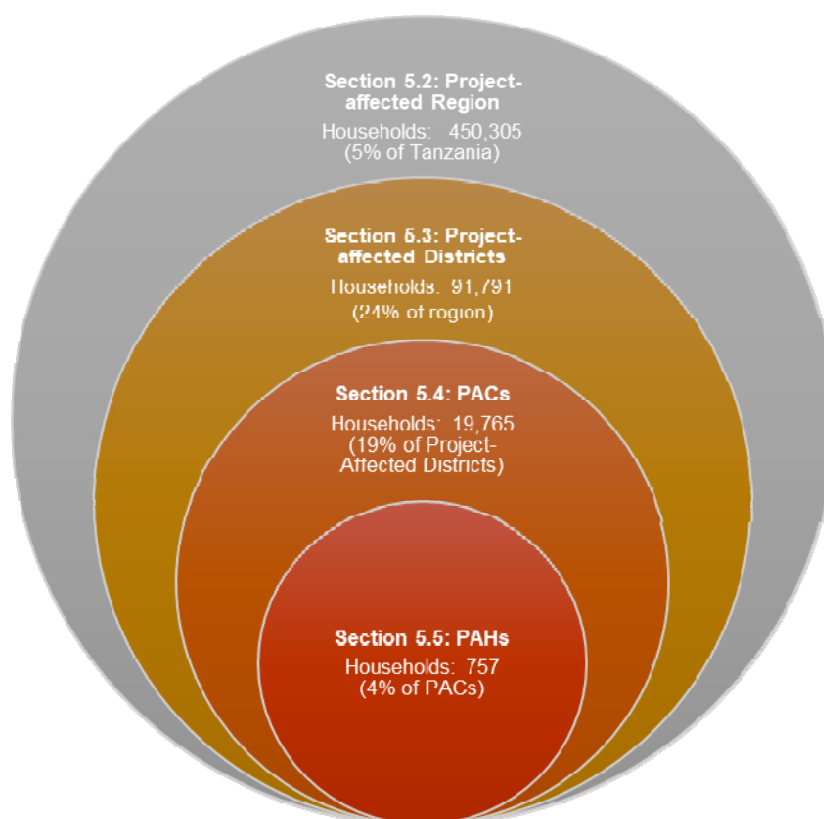 Section 5.2: Project-
affected Region
Households: 450,305
(5% of Tanzania)
Section 5.3: Project-
affected Districts
Households: 91,791
(24% of region)
Section 5.4: PACs
Households: 19,765
(19% of Project-
Affected Districts)
Section 5.5: PAHs
Households: 757
(4% of PACs)